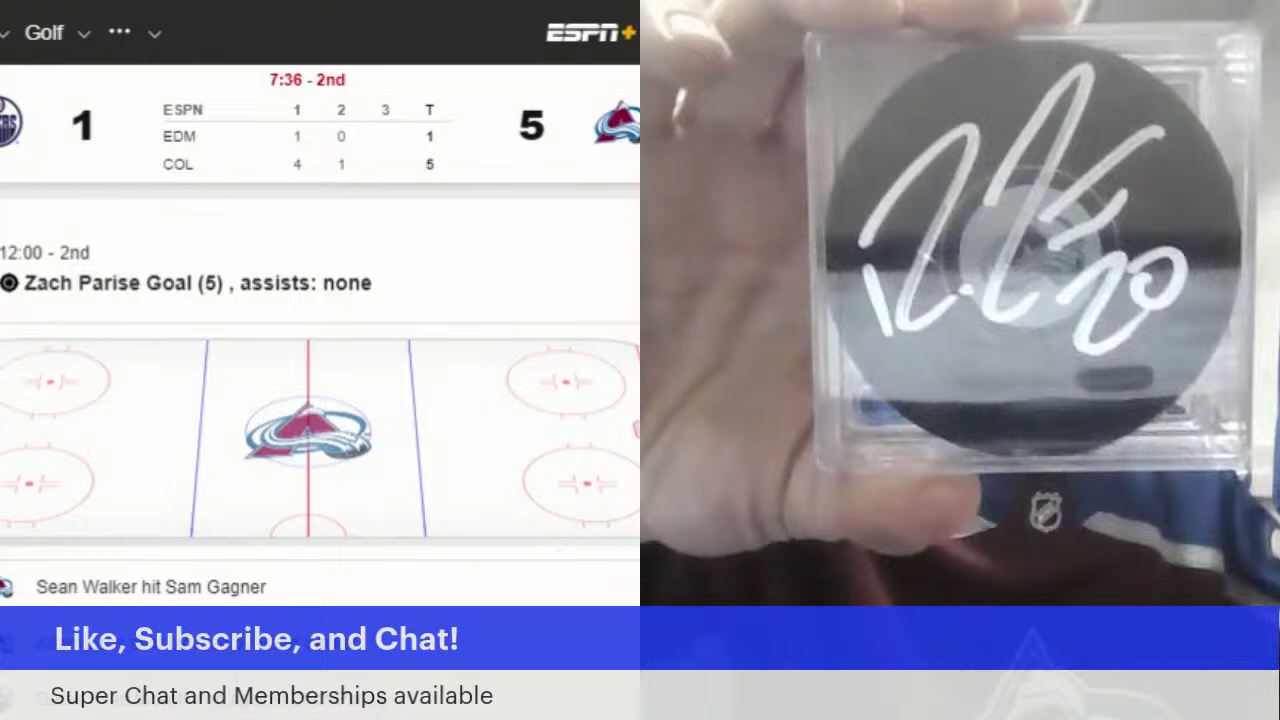 Golf
ESPN+
7:36 - 2nd
1
5
ESPN 1 2 3 T
EDM 1 0 1
COL 4 1 5
12:00 - 2nd
Zach Parise Goal (5) , assists: none
Sean Walker hit Sam Gagner
Like, Subscribe, and Chat!
Super Chat and Memberships available
20